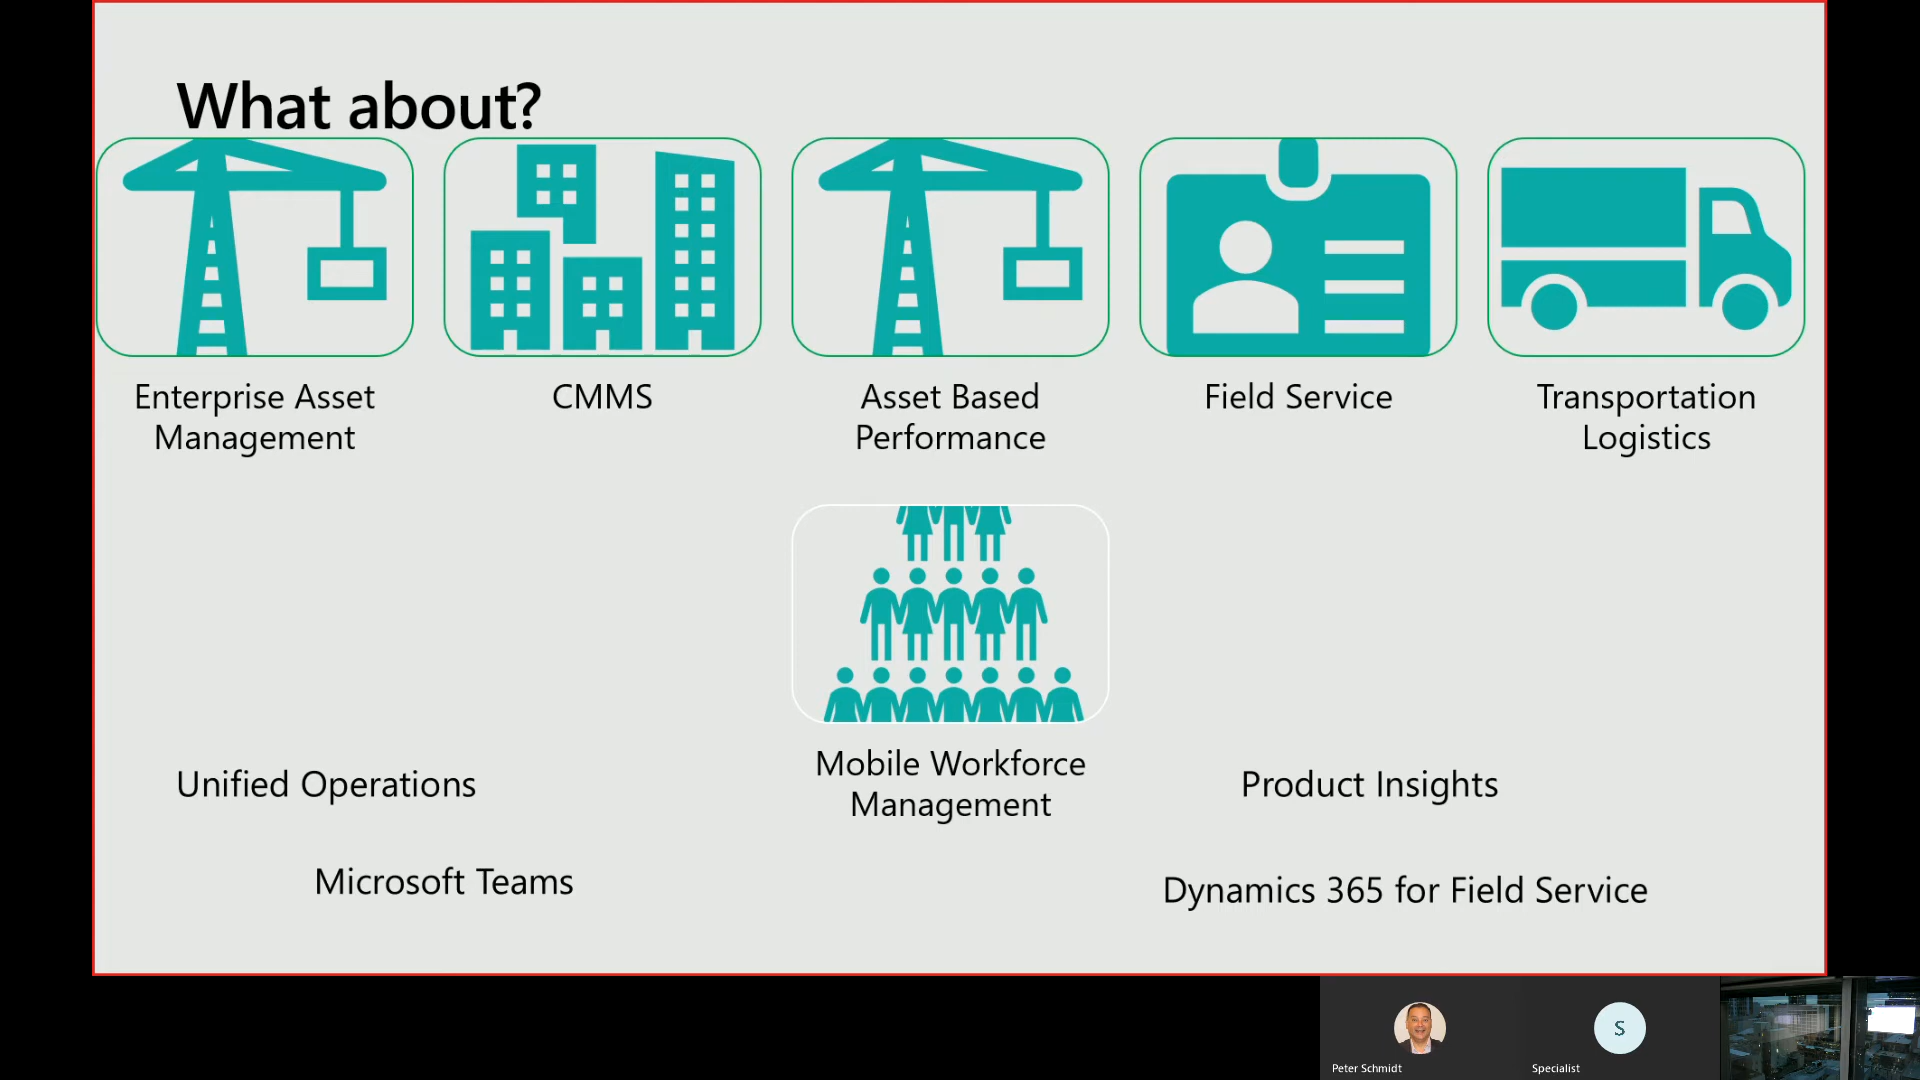 What about?
Enterprise Asset
Management
CMMS
Asset Based
Performance
Field Service
Transportation
Logistics
Mobile Workforce
Management
Unified Operations
Product Insights
Microsoft Teams
Dynamics 365 for Field Service
S
Peter Schmidt
Specialist